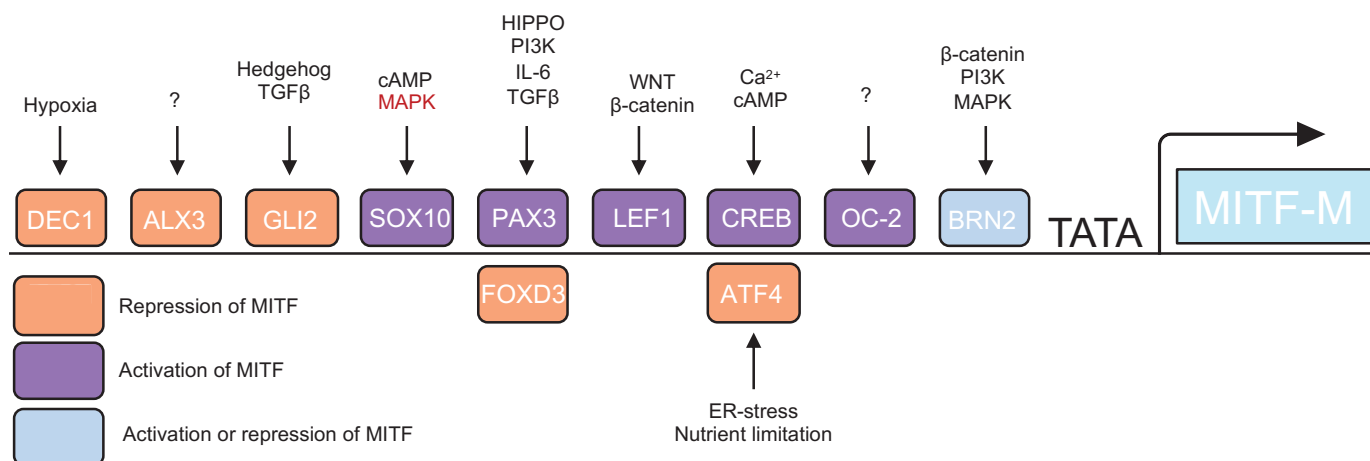 Hypoxia
?
Hedgehog
TGFβ
cAMP
MAPK
HIPPO
PI3K
IL-6
TGFβ
WNT
β-catenin
Ca²⁺
cAMP
?
β-catenin
PI3K
MAPK
DEC1
ALX3
GLI2
SOX10
PAX3
LEF1
CREB
OC-2
BRN2
TATA
MITF-M
FOXD3
ATF4
Repression of MITF
Activation of MITF
Activation or repression of MITF
ER-stress
Nutrient limitation